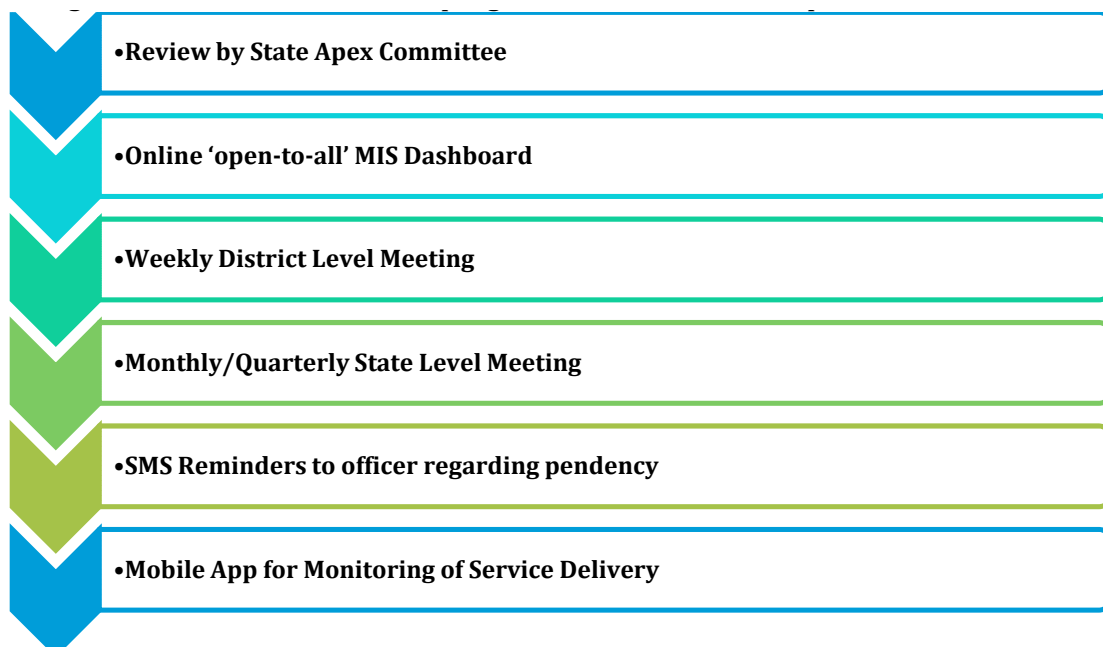 •Review by State Apex Committee
•Online ‘open-to-all’ MIS Dashboard
•Weekly District Level Meeting
•Monthly/Quarterly State Level Meeting
•SMS Reminders to officer regarding pendency
•Mobile App for Monitoring of Service Delivery